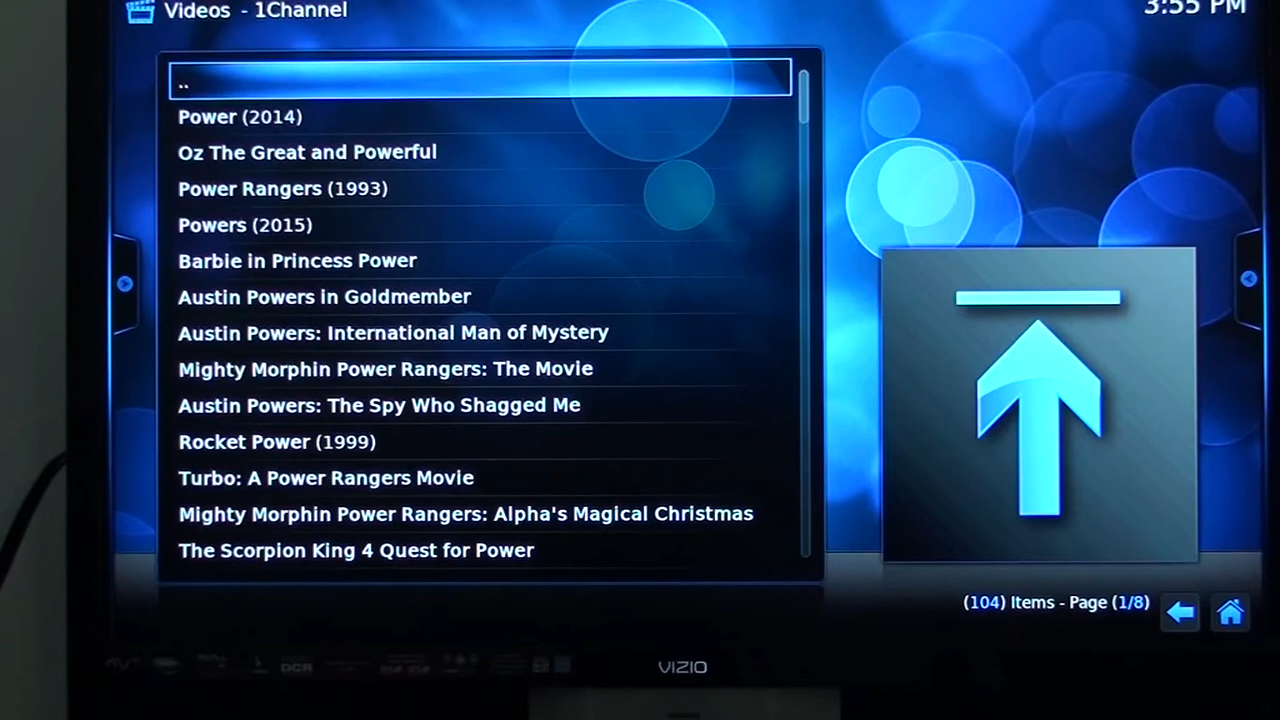 Videos - 1Channel
3:55 PM
..
Power (2014)
Oz The Great and Powerful
Power Rangers (1993)
Powers (2015)
Barbie in Princess Power
Austin Powers in Goldmember
Austin Powers: International Man of Mystery
Mighty Morphin Power Rangers: The Movie
Austin Powers: The Spy Who Shagged Me
Rocket Power (1999)
Turbo: A Power Rangers Movie
Mighty Morphin Power Rangers: Alpha's Magical Christmas
The Scorpion King 4 Quest for Power
(104) Items - Page (1/8)
DCR
VIZIO